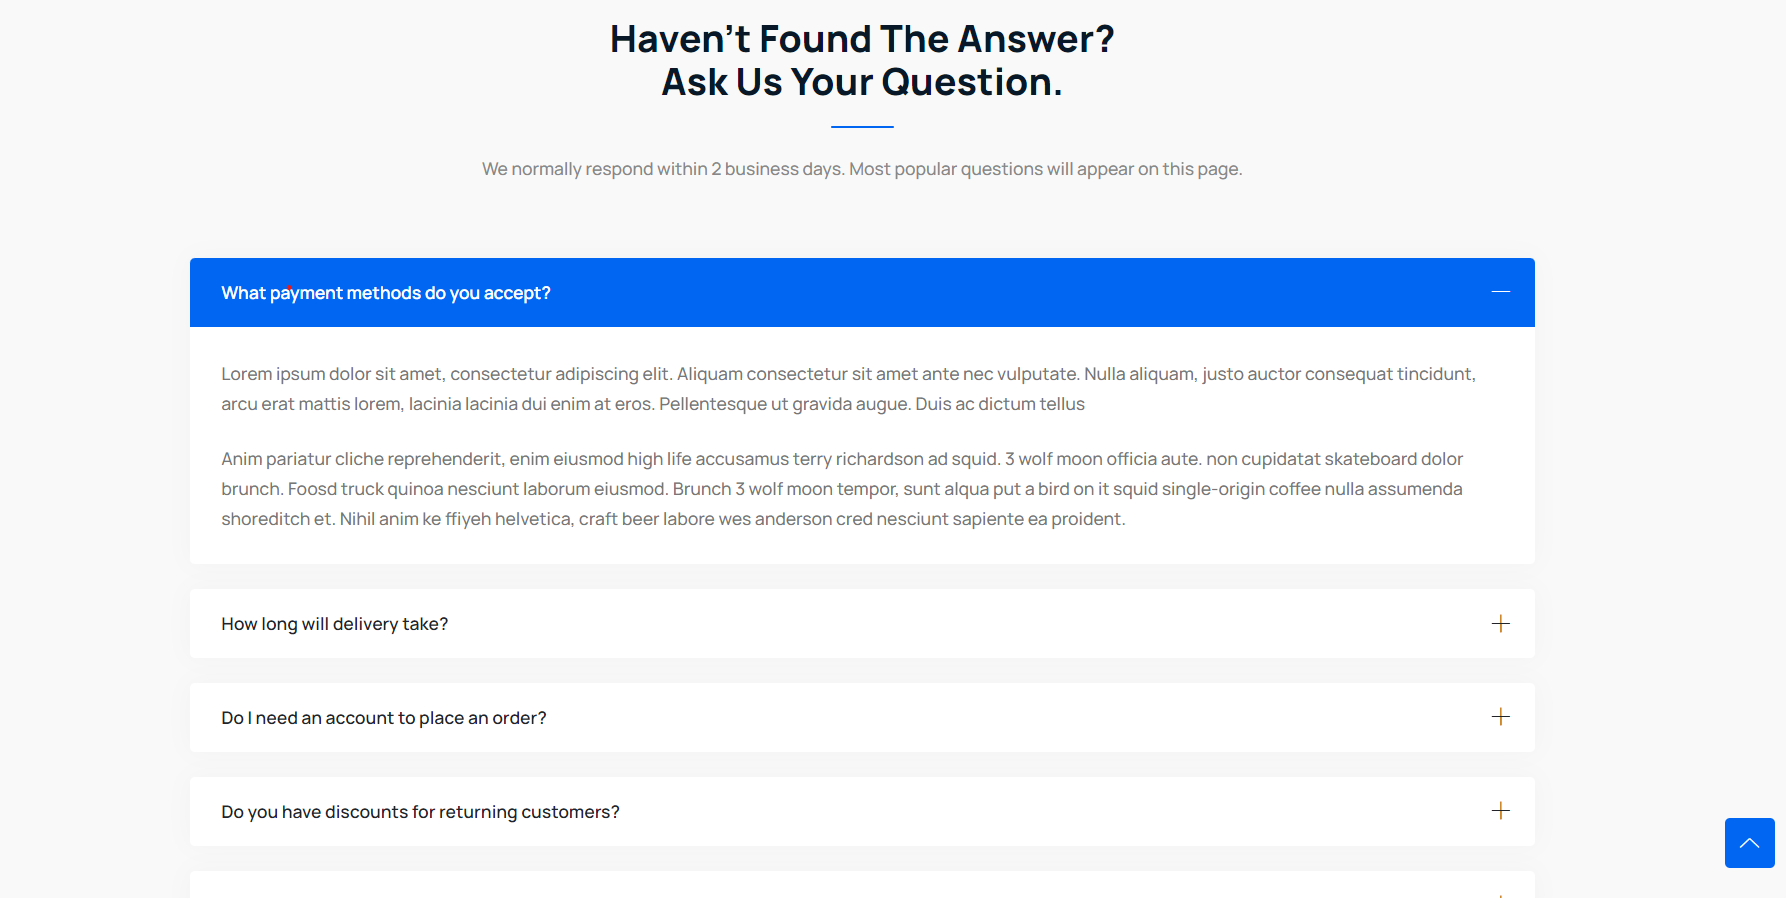 Haven't Found The Answer?
Ask Us Your Question.
We normally respond within 2 business days. Most popular questions will appear on this page.
What payment methods do you accept?
Lorem ipsum dolor sit amet, consectetur adipiscing elit. Aliquam consectetur sit amet ante nec vulputate. Nulla aliquam, justo auctor consequat tincidunt,
arcu erat mattis lorem, lacinia lacinia dui enim at eros. Pellentesque ut gravida augue. Duis ac dictum tellus
Anim pariatur cliche reprehenderit, enim eiusmod high life accusamus terry richardson ad squid. 3 wolf moon officia aute. non cupidatat skateboard dolor
brunch. Foosd truck quinoa nesciunt laborum eiusmod. Brunch 3 wolf moon tempor, sunt alqua put a bird on it squid single-origin coffee nulla assumenda
shoreditch et. Nihil anim ke ffiyeh helvetica, craft beer labore wes anderson cred nesciunt sapiente ea proident.
How long will delivery take?
Do I need an account to place an order?
Do you have discounts for returning customers?